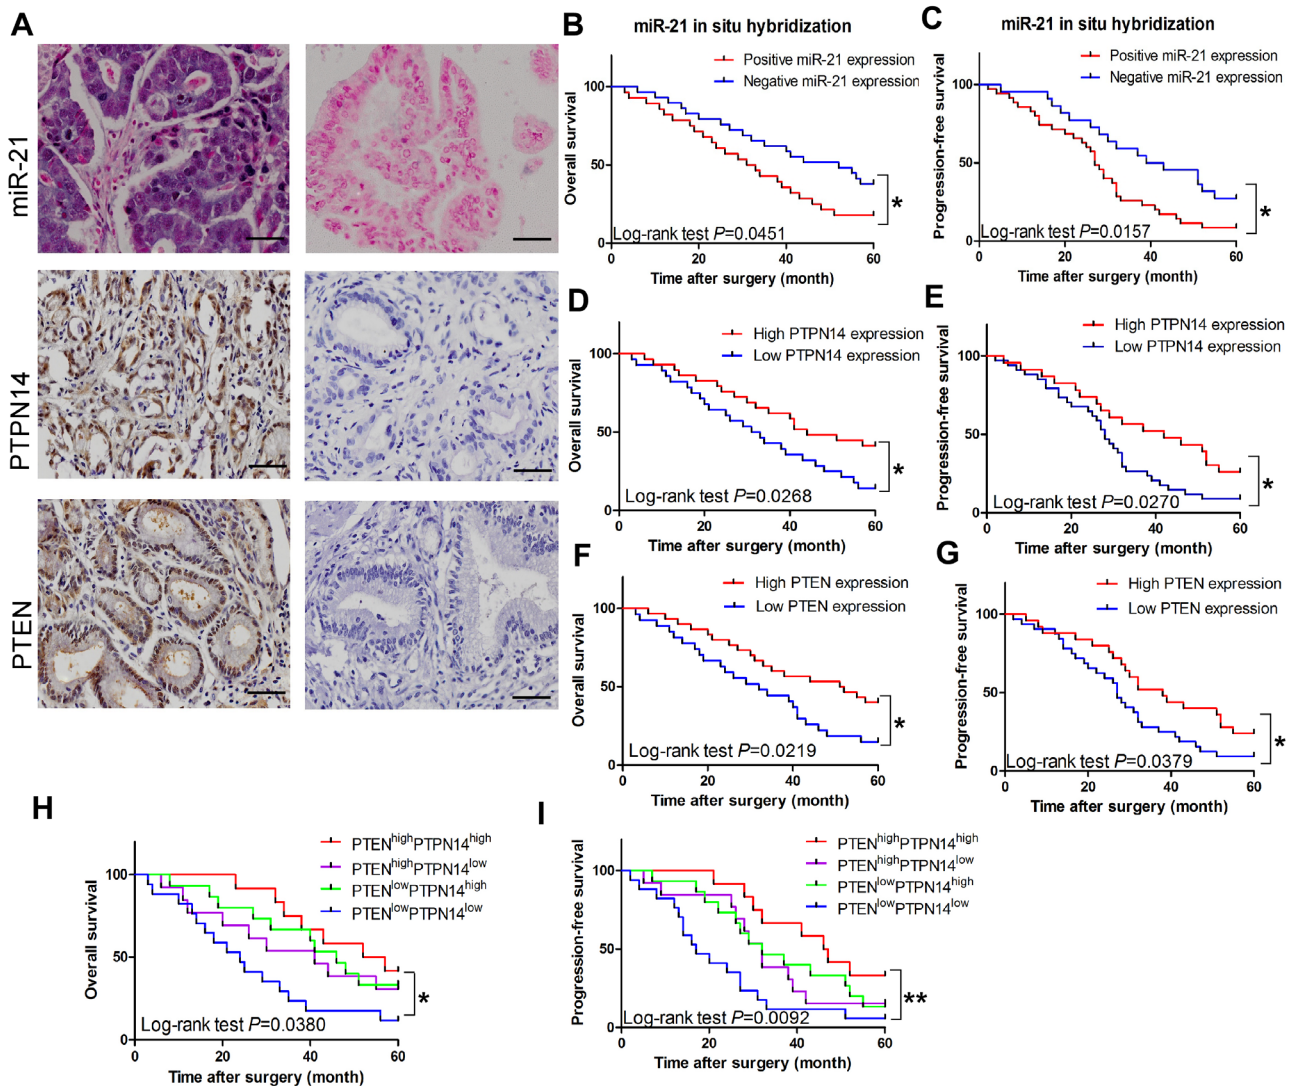 A
miR-21
PTPN14
PTEN
B
miR-21 in situ hybridization
Positive miR-21 expression
Negative miR-21 expression
Overall survival
100
50
0
Log-rank test P=0.0451
0 20 40 60
*
Time after surgery (month)
C
miR-21 in situ hybridization
Positive miR-21 expression
Negative miR-21 expression
Progression-free survival
100
50
0
Log-rank test P=0.0157
0 20 40 60
*
Time after surgery (month)
D
High PTPN14 expression
Low PTPN14 expression
Overall survival
100
50
0
Log-rank test P=0.0268
0 20 40 60
*
Time after surgery (month)
E
High PTPN14 expression
Low PTPN14 expression
Progression-free survival
100
50
0
Log-rank test P=0.0270
0 20 40 60
*
Time after surgery (month)
F
High PTEN expression
Low PTEN expression
Overall survival
100
50
0
Log-rank test P=0.0219
0 20 40 60
*
Time after surgery (month)
G
High PTEN expression
Low PTEN expression
Progression-free survival
100
50
0
Log-rank test P=0.0379
0 20 40 60
*
Time after surgery (month)
H
PTENhighPTPN14high
PTENhighPTPN14low
PTENlowPTPN14high
PTENlowPTPN14low
Overall survival
100
50
0
Log-rank test P=0.0380
0 20 40 60
*
Time after surgery (month)
I
PTENhighPTPN14high
PTENhighPTPN14low
PTENlowPTPN14high
PTENlowPTPN14low
Progression-free survival
100
50
0
Log-rank test P=0.0092
0 20 40 60
**
Time after surgery (month)